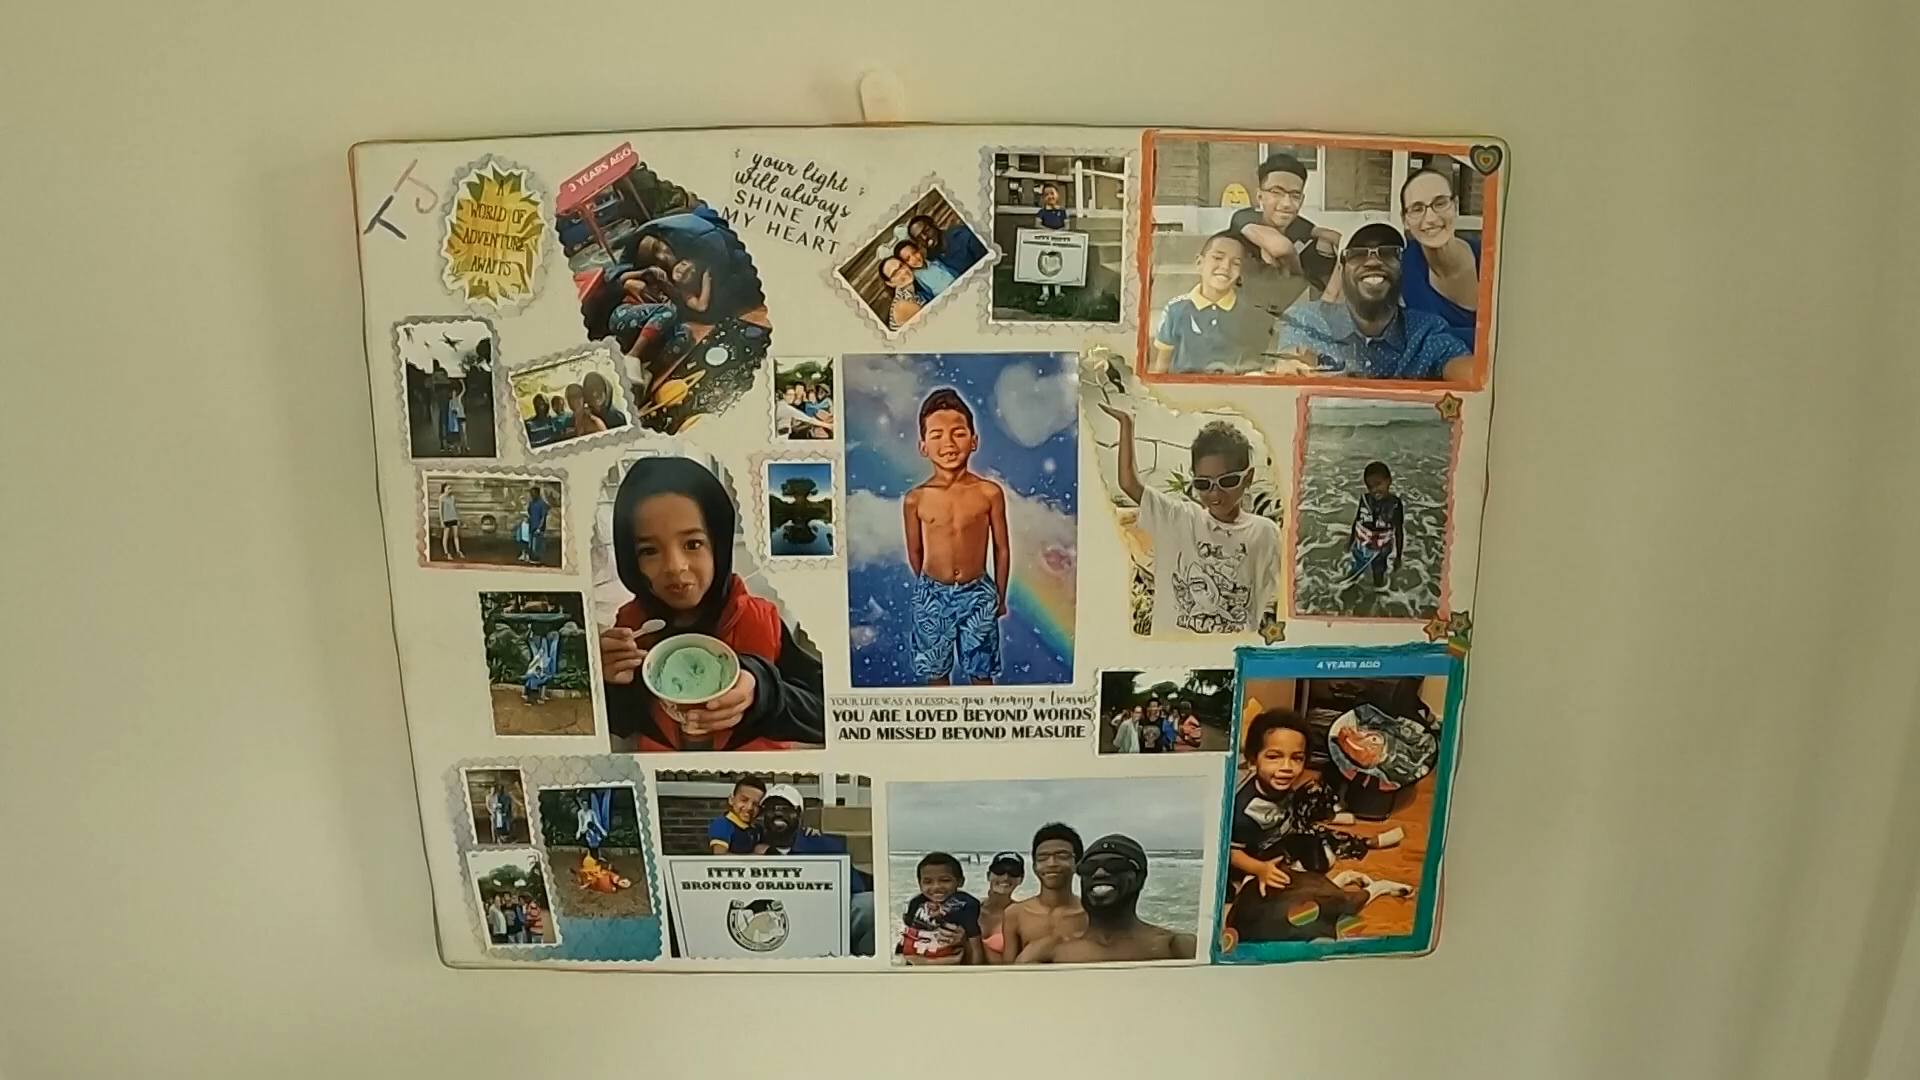 TJ
A
WORLD OF
ADVENTURE
AWAITS
3 YEARS AGO
your light
will always
SHINE IN
MY HEART
ITTY BITTY
YOUR LIFE WAS A BLESSING, your memory a treasure
YOU ARE LOVED BEYOND WORDS
AND MISSED BEYOND MEASURE
4 YEARS AGO
ITTY BITTY
BRONCHO GRADUATE